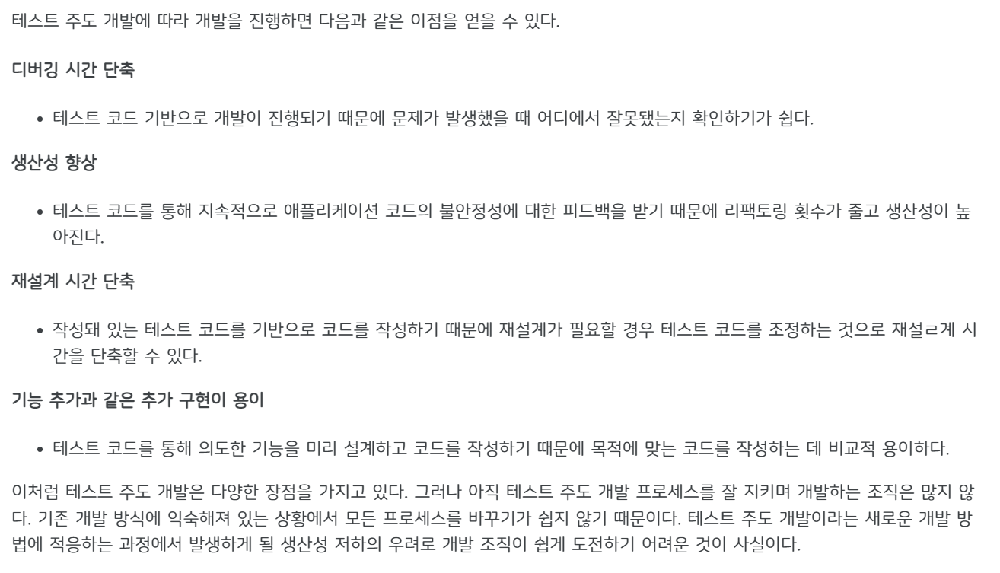 테스트 주도 개발에 따라 개발을 진행하면 다음과 같은 이점을 얻을 수 있다.
디버깅 시간 단축
• 테스트 코드 기반으로 개발이 진행되기 때문에 문제가 발생했을 때 어디에서 잘못됐는지 확인하기가 쉽다.
생산성 향상
• 테스트 코드를 통해 지속적으로 애플리케이션 코드의 불안정성에 대한 피드백을 받기 때문에 리팩토링 횟수가 줄고 생산성이 높
아진다.
재설계 시간 단축
• 작성돼 있는 테스트 코드를 기반으로 코드를 작성하기 때문에 재설계가 필요할 경우 테스트 코드를 조정하는 것으로 재설ㄹ계 시
간을 단축할 수 있다.
기능 추가과 같은 추가 구현이 용이
• 테스트 코드를 통해 의도한 기능을 미리 설계하고 코드를 작성하기 때문에 목적에 맞는 코드를 작성하는 데 비교적 용이하다.
이처럼 테스트 주도 개발은 다양한 장점을 가지고 있다. 그러나 아직 테스트 주도 개발 프로세스를 잘 지키며 개발하는 조직은 많지 않
다. 기존 개발 방식에 익숙해져 있는 상황에서 모든 프로세스를 바꾸기가 쉽지 않기 때문이다. 테스트 주도 개발이라는 새로운 개발 방
법에 적응하는 과정에서 발생하게 될 생산성 저하의 우려로 개발 조직이 쉽게 도전하기 어려운 것이 사실이다.